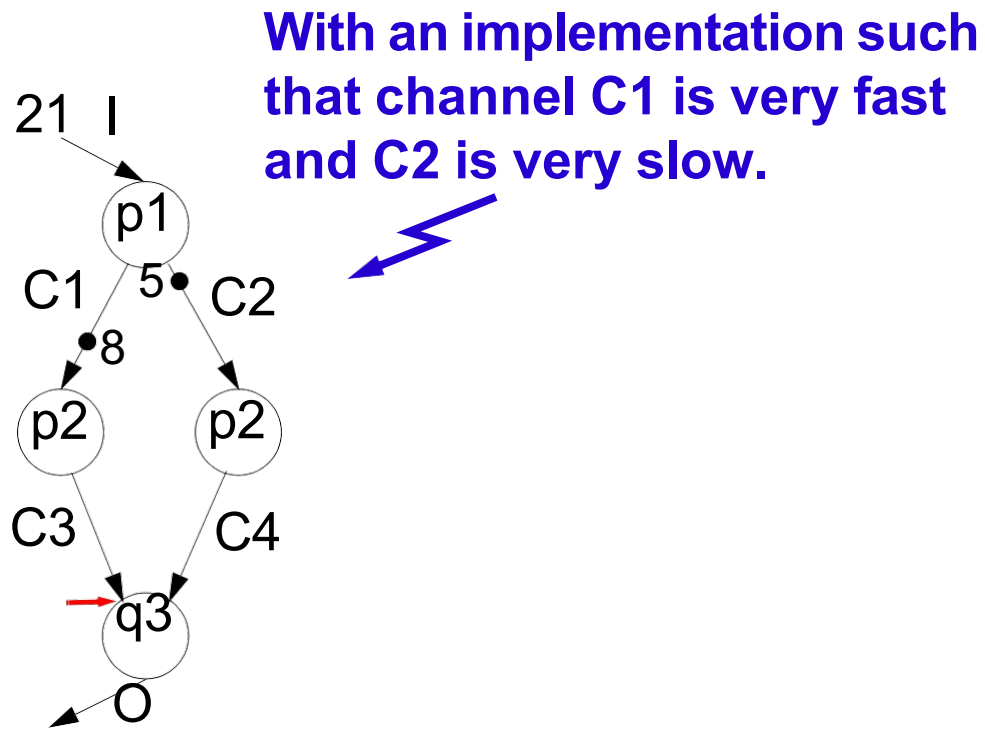 With an implementation such
that channel C1 is very fast
and C2 is very slow.
21 I
p1
C1
5
C2
8
p2
p2
C3
C4
q3
O